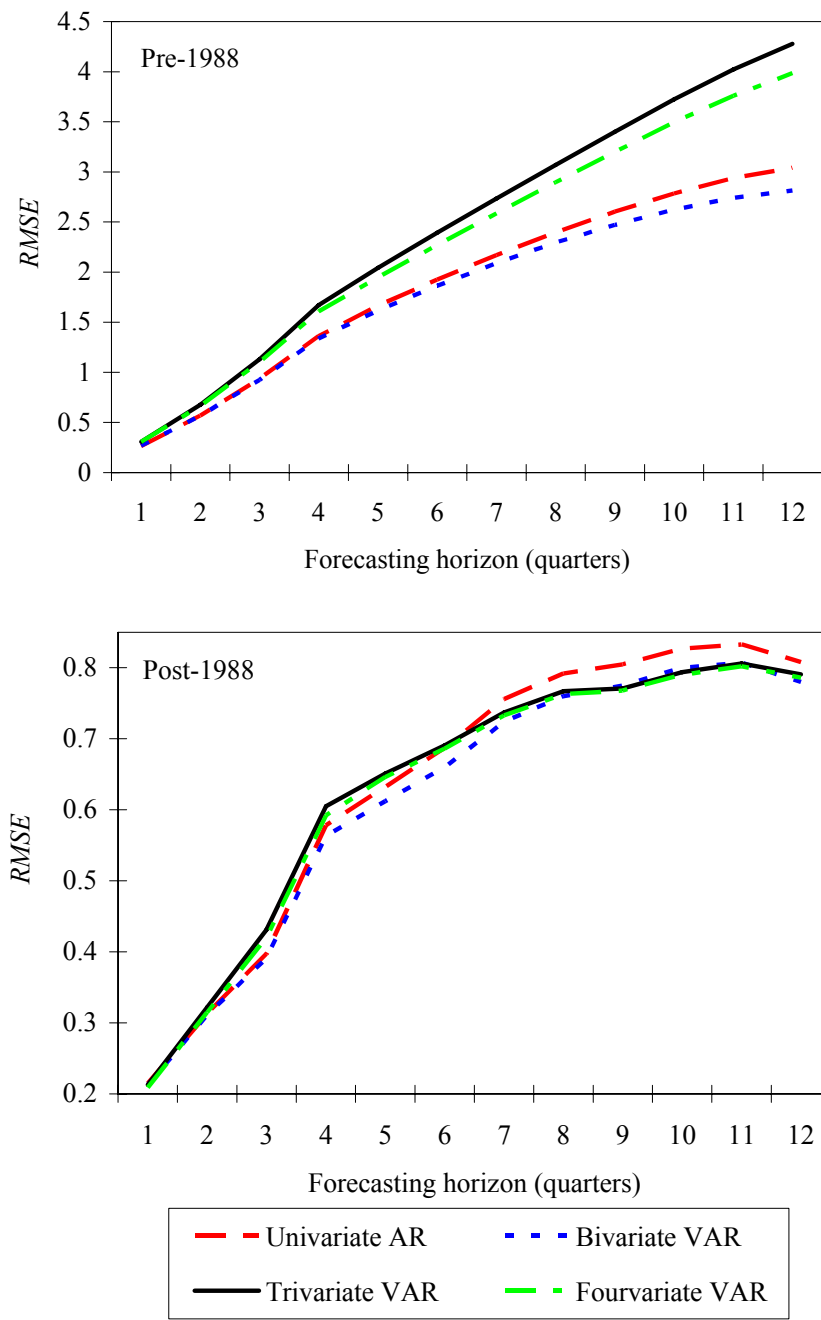 4.5
Pre-1988
4
3.5
3
2.5
RMSE
2
1.5
1
0.5
0
1 2 3 4 5 6 7 8 9 10 11 12
Forecasting horizon (quarters)
Post-1988
0.8
0.7
0.6
RMSE
0.5
0.4
0.3
0.2
1 2 3 4 5 6 7 8 9 10 11 12
Forecasting horizon (quarters)
Univariate AR Bivariate VAR
Trivariate VAR Fourvariate VAR